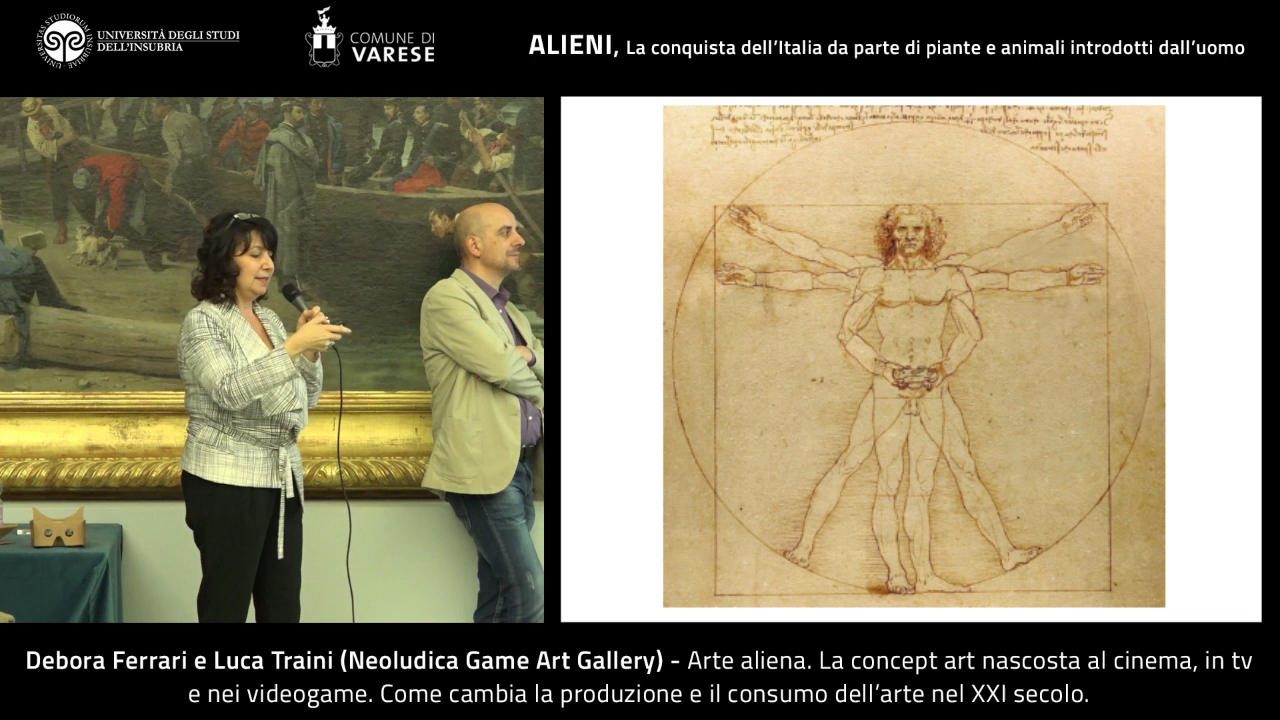 UNIVERSITÀ DEGLI STUDI
DELL'INSUBRIA
COMUNE DI
VARESE
ALIENI, La conquista dell'Italia da parte di piante e animali introdotti dall'uomo
Debora Ferrari e Luca Traini (Neoludica Game Art Gallery) - Arte aliena. La concept art nascosta al cinema, in tv
e nei videogame. Come cambia la produzione e il consumo dell'arte nel XXI secolo.